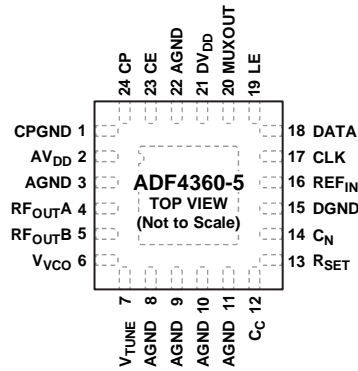 24 CP
23 CE
22 AGND
21 DVDD
20 MUXOUT
19 LE
CPGND 1
AVDD 2
AGND 3
RFOUTA 4
RFOUTB 5
VVCO 6
ADF4360-5
TOP VIEW
(Not to Scale)
18 DATA
17 CLK
16 REFIN
15 DGND
14 CN
13 RSET
VTUNE 7
AGND 8
AGND 9
AGND 10
AGND 11
CC 12